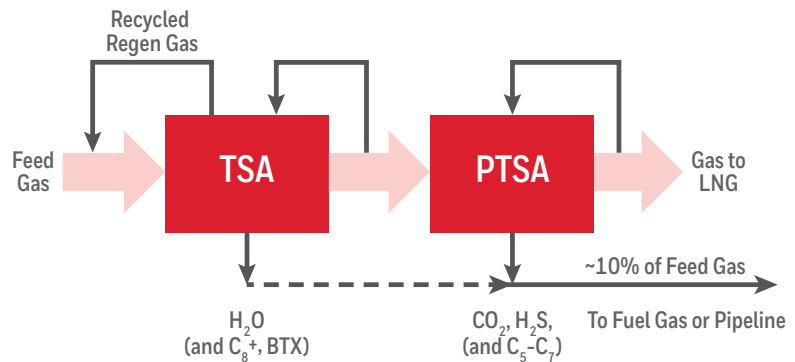 Recycled
Regen Gas
Feed
Gas
TSA
PTSA
Gas to
LNG
~10% of Feed Gas
H₂O
(and C₈+, BTX)
CO₂, H₂S,
(and C₅-C₇)
To Fuel Gas or Pipeline